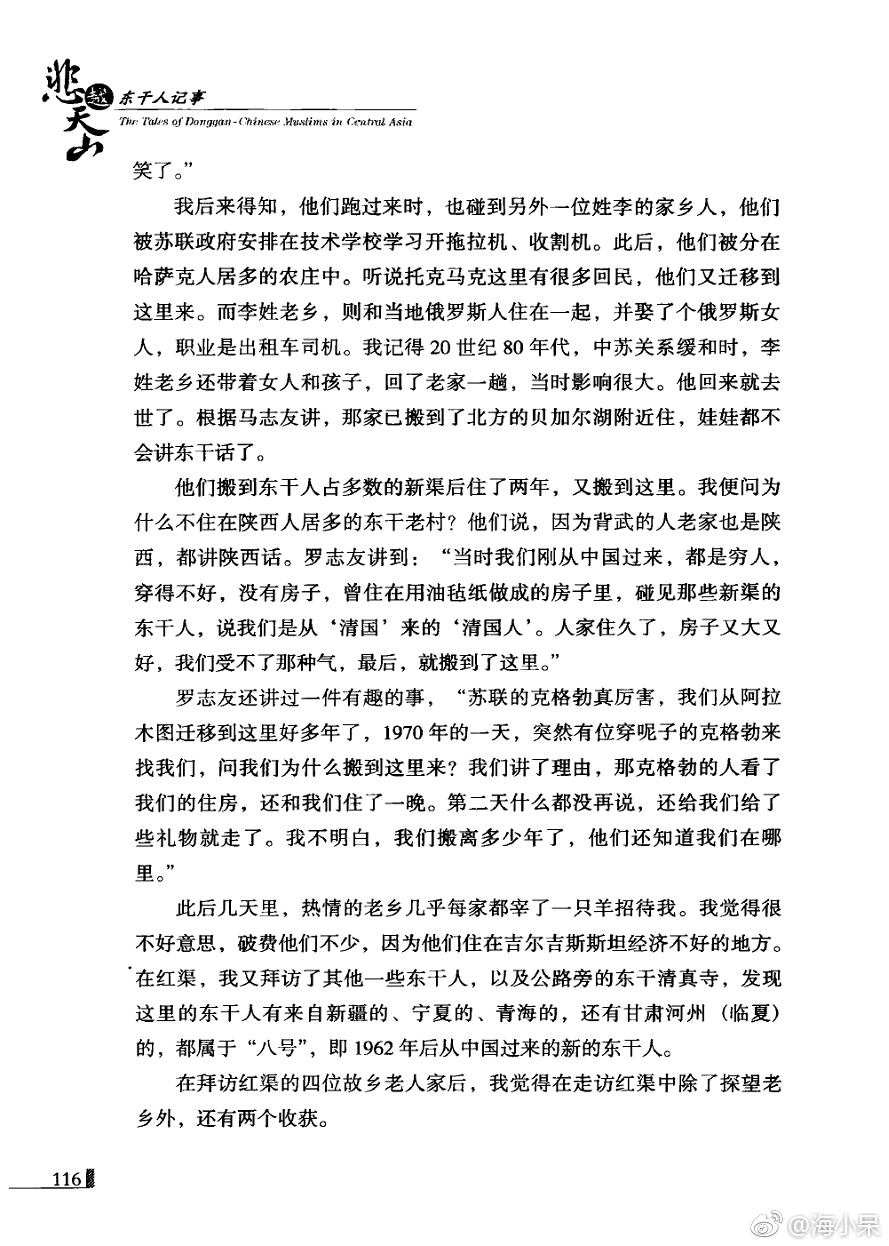 悲越天山
东干人记事
The Tales of Donggan-Chinese Muslims in Central Asia
笑了。”
我后来得知，他们跑过来时，也碰到另外一位姓李的家乡人，他们
被苏联政府安排在技术学校学习开拖拉机、收割机。此后，他们被分在
哈萨克人居多的农庄中。听说托克马克这里有很多回民，他们又迁移到
这里来。而李姓老乡，则和当地俄罗斯人住在一起，并娶了个俄罗斯女
人，职业是出租车司机。我记得 20 世纪 80 年代，中苏关系缓和时，李
姓老乡还带着女人和孩子，回了老家一趟，当时影响很大。他回来就去
世了。根据马志友讲，那家已搬到了北方的贝加尔湖附近住，娃娃都不
会讲东干话了。
他们搬到东干人占多数的新渠后住了两年，又搬到这里。我便问为
什么不住在陕西人居多的东干老村？他们说，因为背武的人老家也是陕
西，都讲陕西话。罗志友讲到：“当时我们刚从中国过来，都是穷人，
穿得不好，没有房子，曾住在用油毡纸做成的房子里，碰见那些新渠的
东干人，说我们是从‘清国’来的‘清国人’。人家住久了，房子又大又
好，我们受不了那种气，最后，就搬到了这里。”
罗志友还讲过一件有趣的事，“苏联的克格勃真厉害，我们从阿拉
木图迁移到这里好多年了，1970 年的一天，突然有位穿呢子的克格勃来
找我们，问我们为什么搬到这里来？我们讲了理由，那克格勃的人看了
我们的住房，还和我们住了一晚。第二天什么都没再说，还给我们给了
些礼物就走了。我不明白，我们搬离多少年了，他们还知道我们在哪
里。”
此后几天里，热情的老乡几乎每家都宰了一只羊招待我。我觉得很
不好意思，破费他们不少，因为他们住在吉尔吉斯斯坦经济不好的地方。
在红渠，我又拜访了其他一些东干人，以及公路旁的东干清真寺，发现
这里的东干人有来自新疆的、宁夏的、青海的，还有甘肃河州（临夏）
的，都属于“八号”，即 1962 年后从中国过来的新的东干人。
在拜访红渠的四位故乡老人家后，我觉得在走访红渠中除了探望老
乡外，还有两个收获。
116
@海小呆